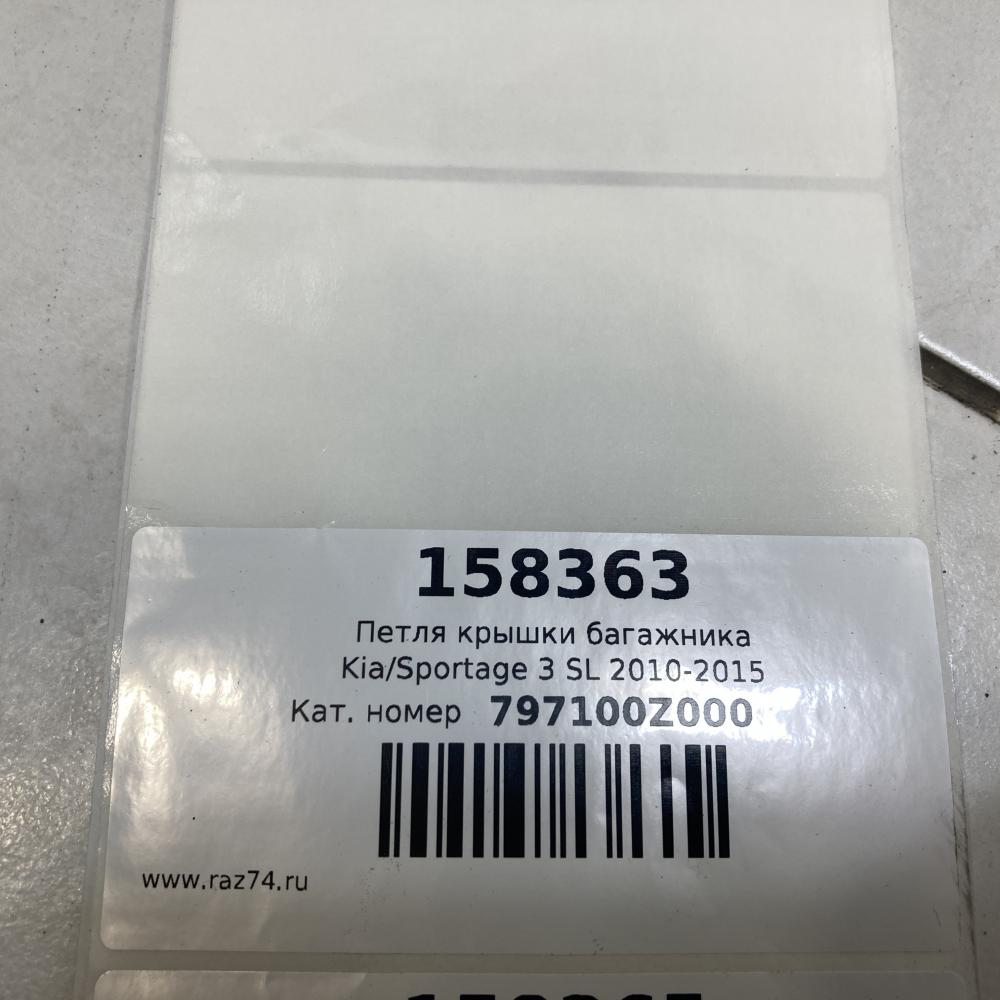 158363
Петля крышки багажника
Kia/Sportage 3 SL 2010-2015
Кат. номер 797100Z000
www.raz74.ru